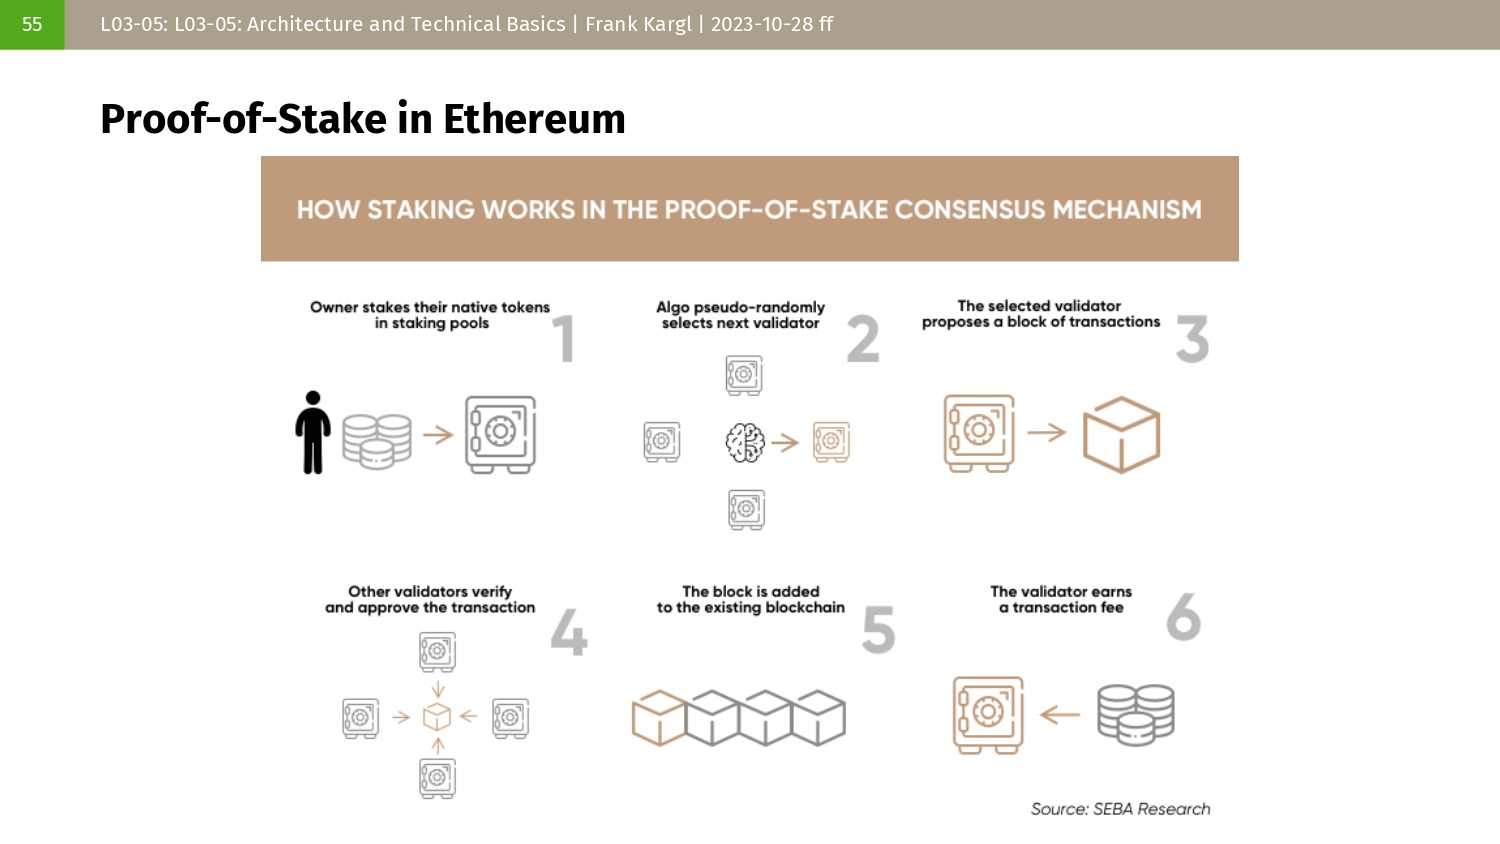 55
L03-05: L03-05: Architecture and Technical Basics | Frank Kargl | 2023-10-28 ff
Proof-of-Stake in Ethereum
HOW STAKING WORKS IN THE PROOF-OF-STAKE CONSENSUS MECHANISM
Owner stakes their native tokens
in staking pools
1
Algo pseudo-randomly
selects next validator
2
The selected validator
proposes a block of transactions
3
Other validators verify
and approve the transaction
4
The block is added
to the existing blockchain
5
The validator earns
a transaction fee
6
Source: SEBA Research